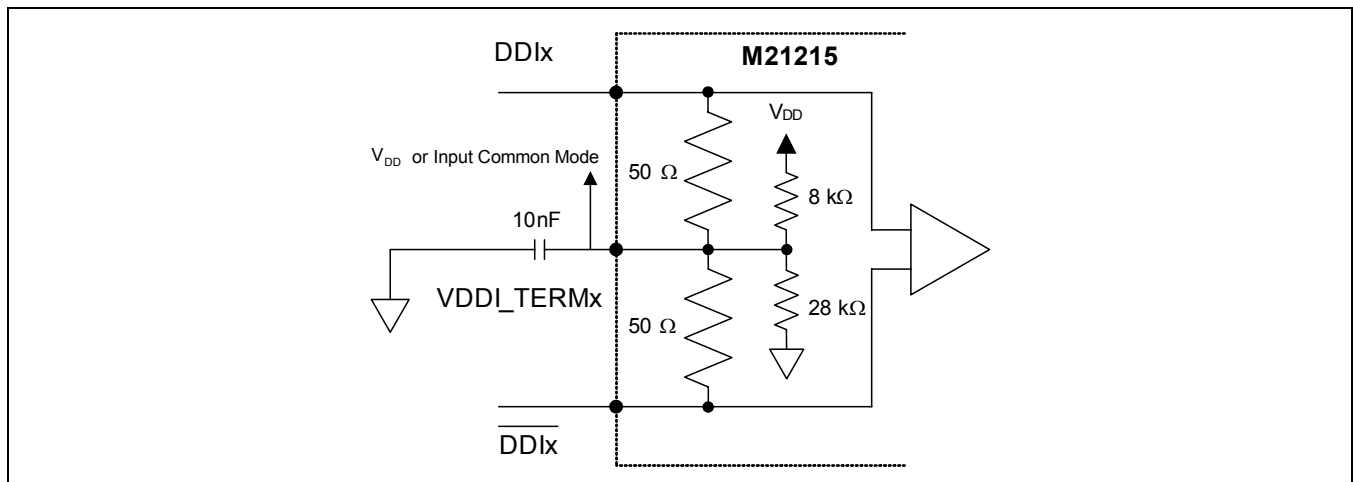 DDIx
M21215
VDD
VDD or Input Common Mode
50 Ω
8 kΩ
10nF
VDDI_TERMx
28 kΩ
50 Ω
DDIx